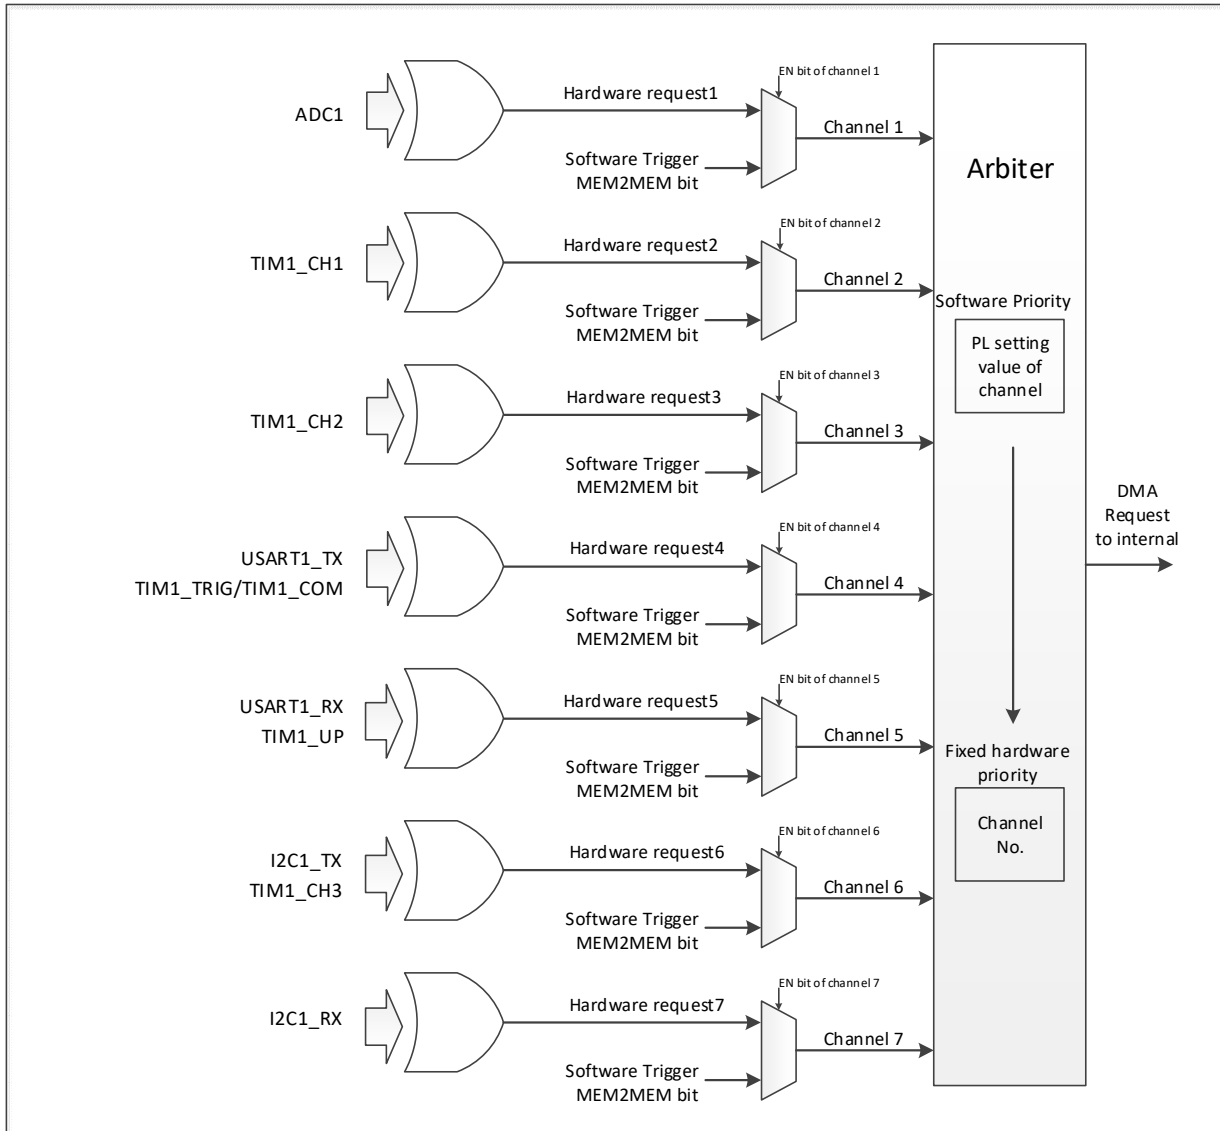 EN bit of channel 1
ADC1
Hardware request1
Channel 1
Software Trigger
MEM2MEM bit
Arbiter
EN bit of channel 2
TIM1_CH1
Hardware request2
Channel 2
Software Trigger
MEM2MEM bit
Software Priority
PL setting
value of
channel
EN bit of channel 3
TIM1_CH2
Hardware request3
Channel 3
Software Trigger
MEM2MEM bit
DMA
Request
to internal
EN bit of channel 4
USART1_TX
TIM1_TRIG/TIM1_COM
Hardware request4
Channel 4
Software Trigger
MEM2MEM bit
EN bit of channel 5
USART1_RX
TIM1_UP
Hardware request5
Channel 5
Software Trigger
MEM2MEM bit
Fixed hardware
priority
Channel
No.
EN bit of channel 6
I2C1_TX
TIM1_CH3
Hardware request6
Channel 6
Software Trigger
MEM2MEM bit
EN bit of channel 7
I2C1_RX
Hardware request7
Channel 7
Software Trigger
MEM2MEM bit